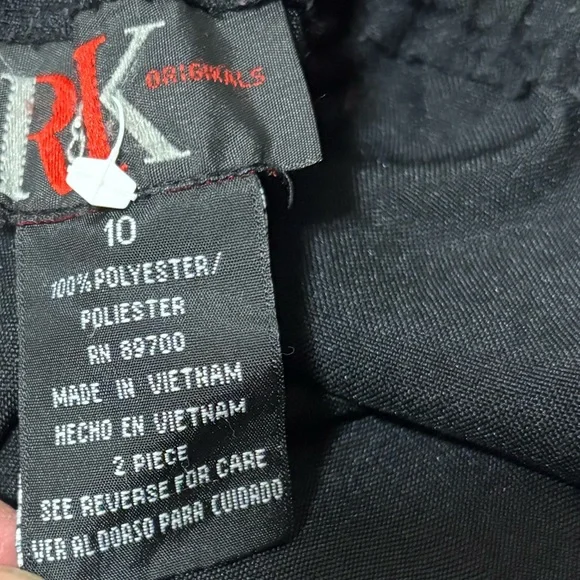 RK ORIGINALS
10
100% POLYESTER/
POLIESTER
RN 89700
MADE IN VIETNAM
HECHO EN VIETNAM
2 PIECE
SEE REVERSE FOR CARE
VER AL DORSO PARA CUIDADO